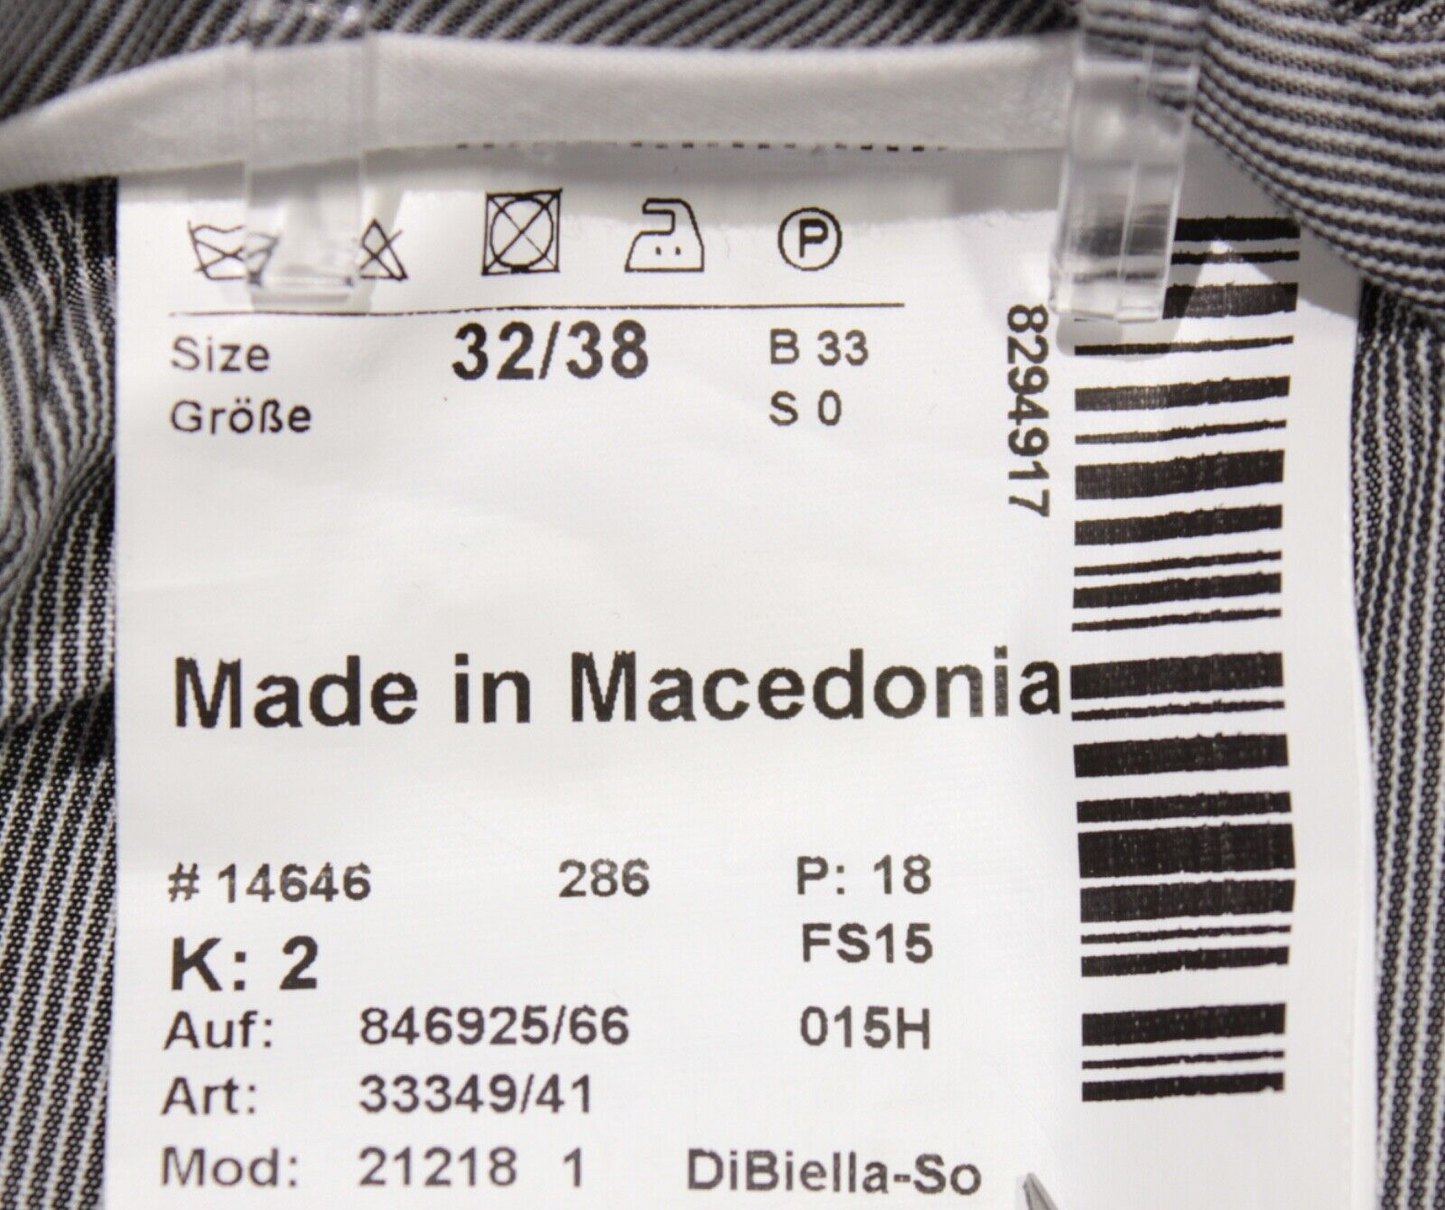 P
Size 32/38 B 33
Größe S 0
8294917
Made in Macedonia
# 14646 286 P: 18
K: 2 FS15
Auf: 846925/66 015H
Art: 33349/41
Mod: 21218 1 DiBiella-So